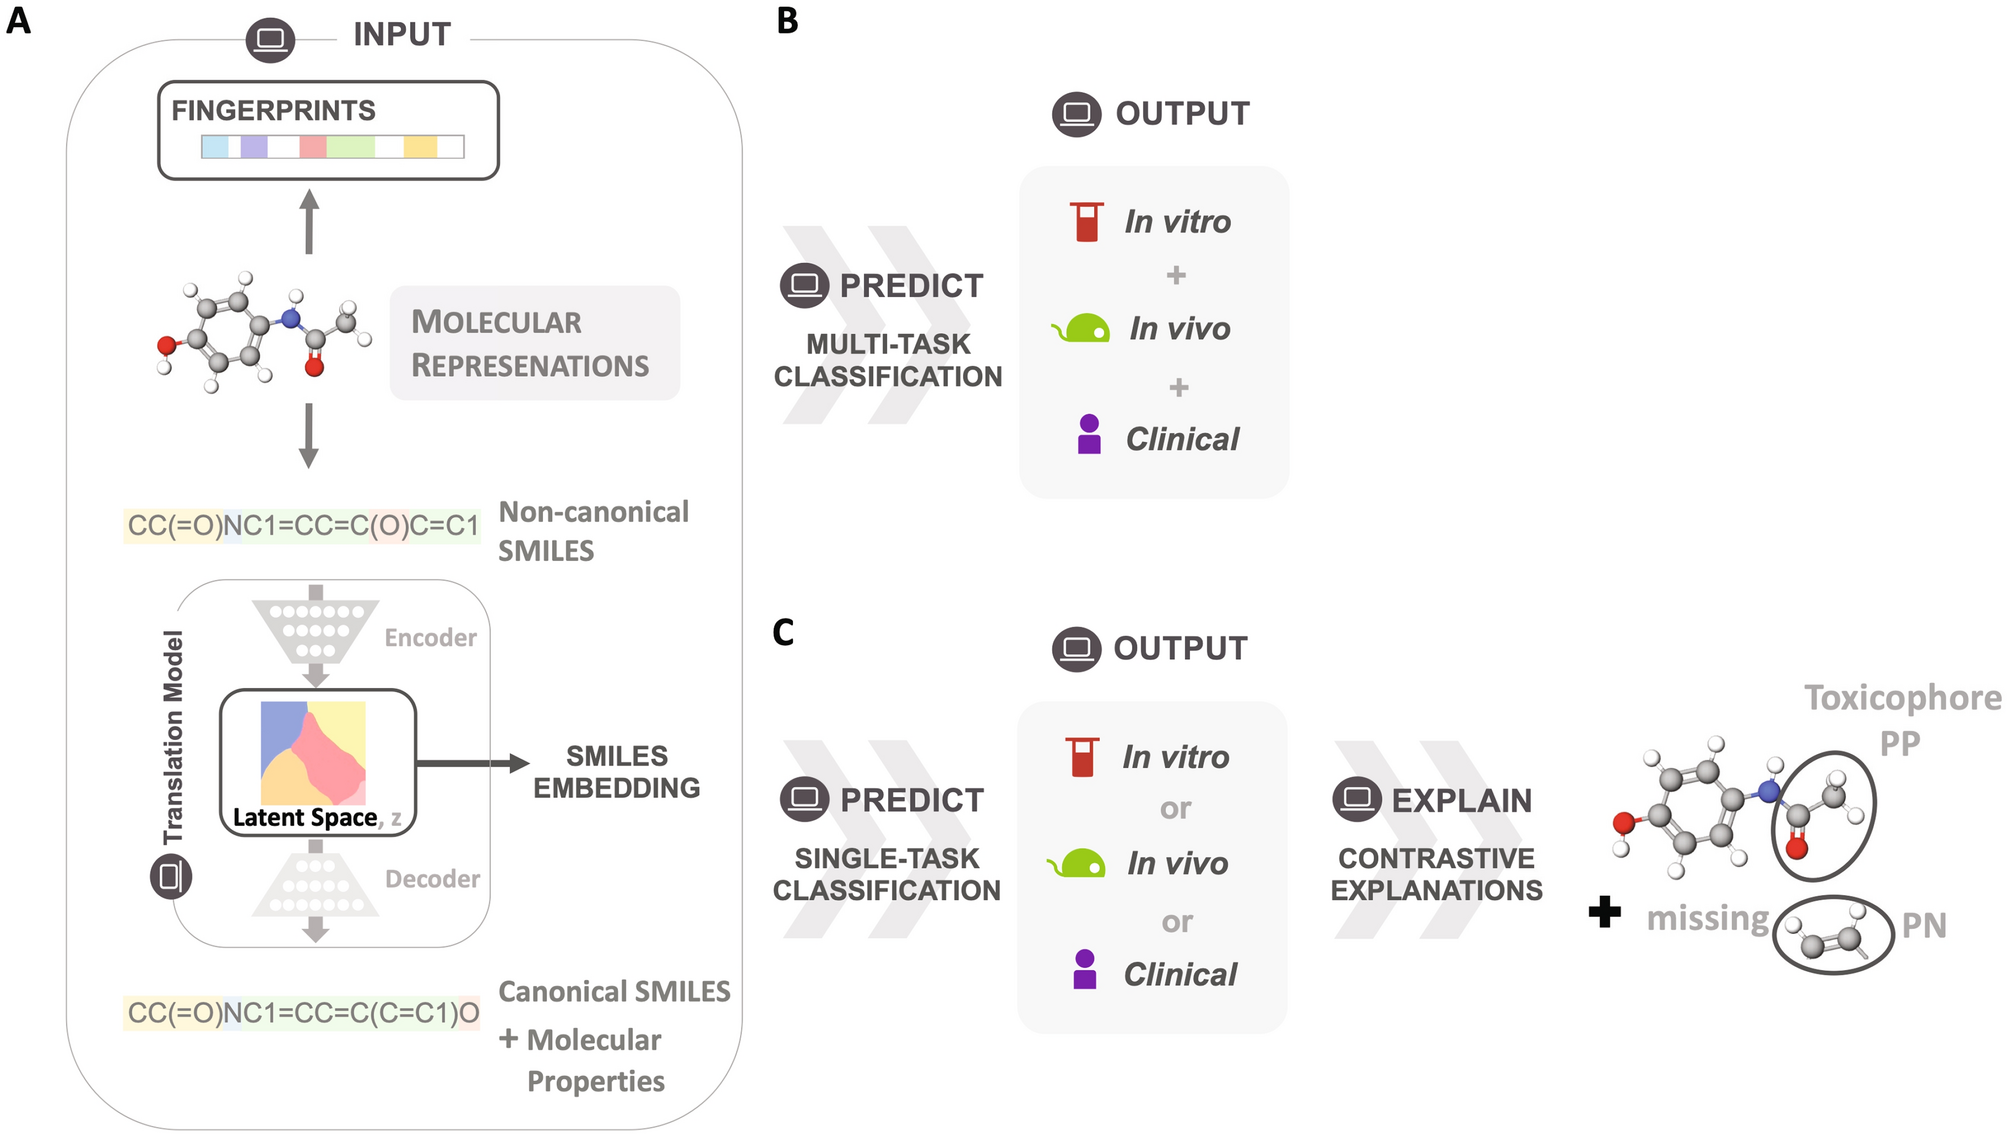 A
INPUT
FINGERPRINTS
MOLECULAR
REPRESENATIONS
CC(=O)NC1=CC=C(O)C=C1
Non-canonical
SMILES
Translation Model
Encoder
Latent Space, z
SMILES
EMBEDDING
Decoder
CC(=O)NC1=CC=C(C=C1)O
Canonical SMILES
+ Molecular
Properties
B
PREDICT
MULTI-TASK
CLASSIFICATION
OUTPUT
In vitro
+
In vivo
+
Clinical
C
PREDICT
SINGLE-TASK
CLASSIFICATION
OUTPUT
In vitro
or
In vivo
or
Clinical
EXPLAIN
CONTRASTIVE
EXPLANATIONS
Toxicophore
PP
+ missing PN